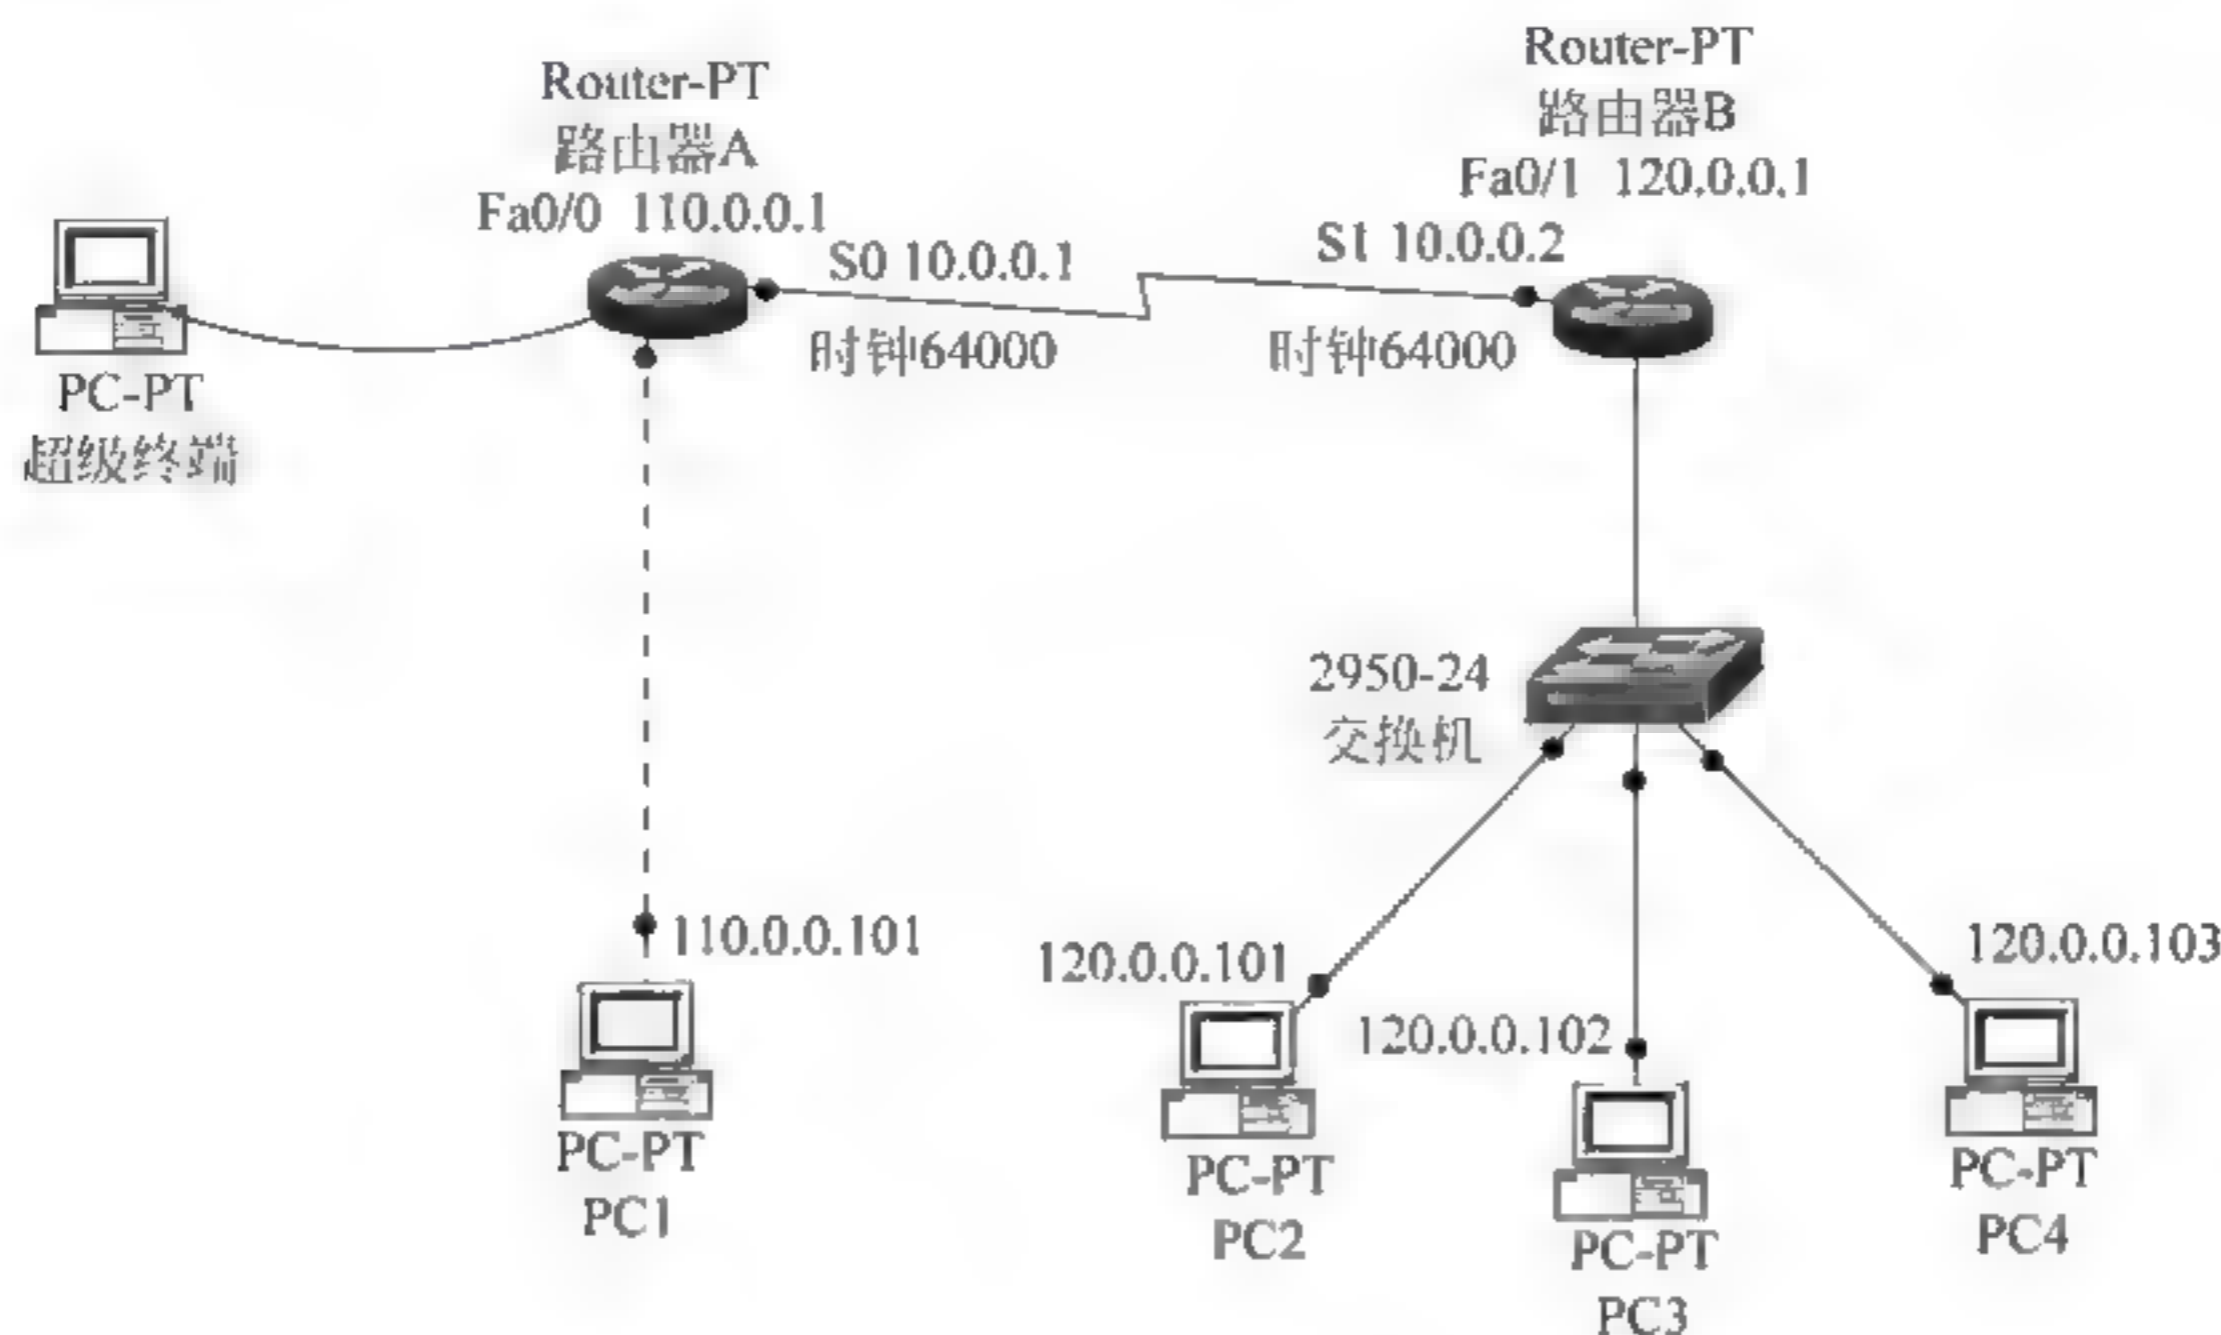 Router-PT
路由器A
Fa0/0 110.0.0.1
Router-PT
路由器B
Fa0/1 120.0.0.1
S0 10.0.0.1
S1 10.0.0.2
时钟64000
时钟64000
PC-PT
超级终端
2950-24
交换机
110.0.0.101
120.0.0.101
120.0.0.102
120.0.0.103
PC-PT
PC1
PC-PT
PC2
PC-PT
PC3
PC-PT
PC4